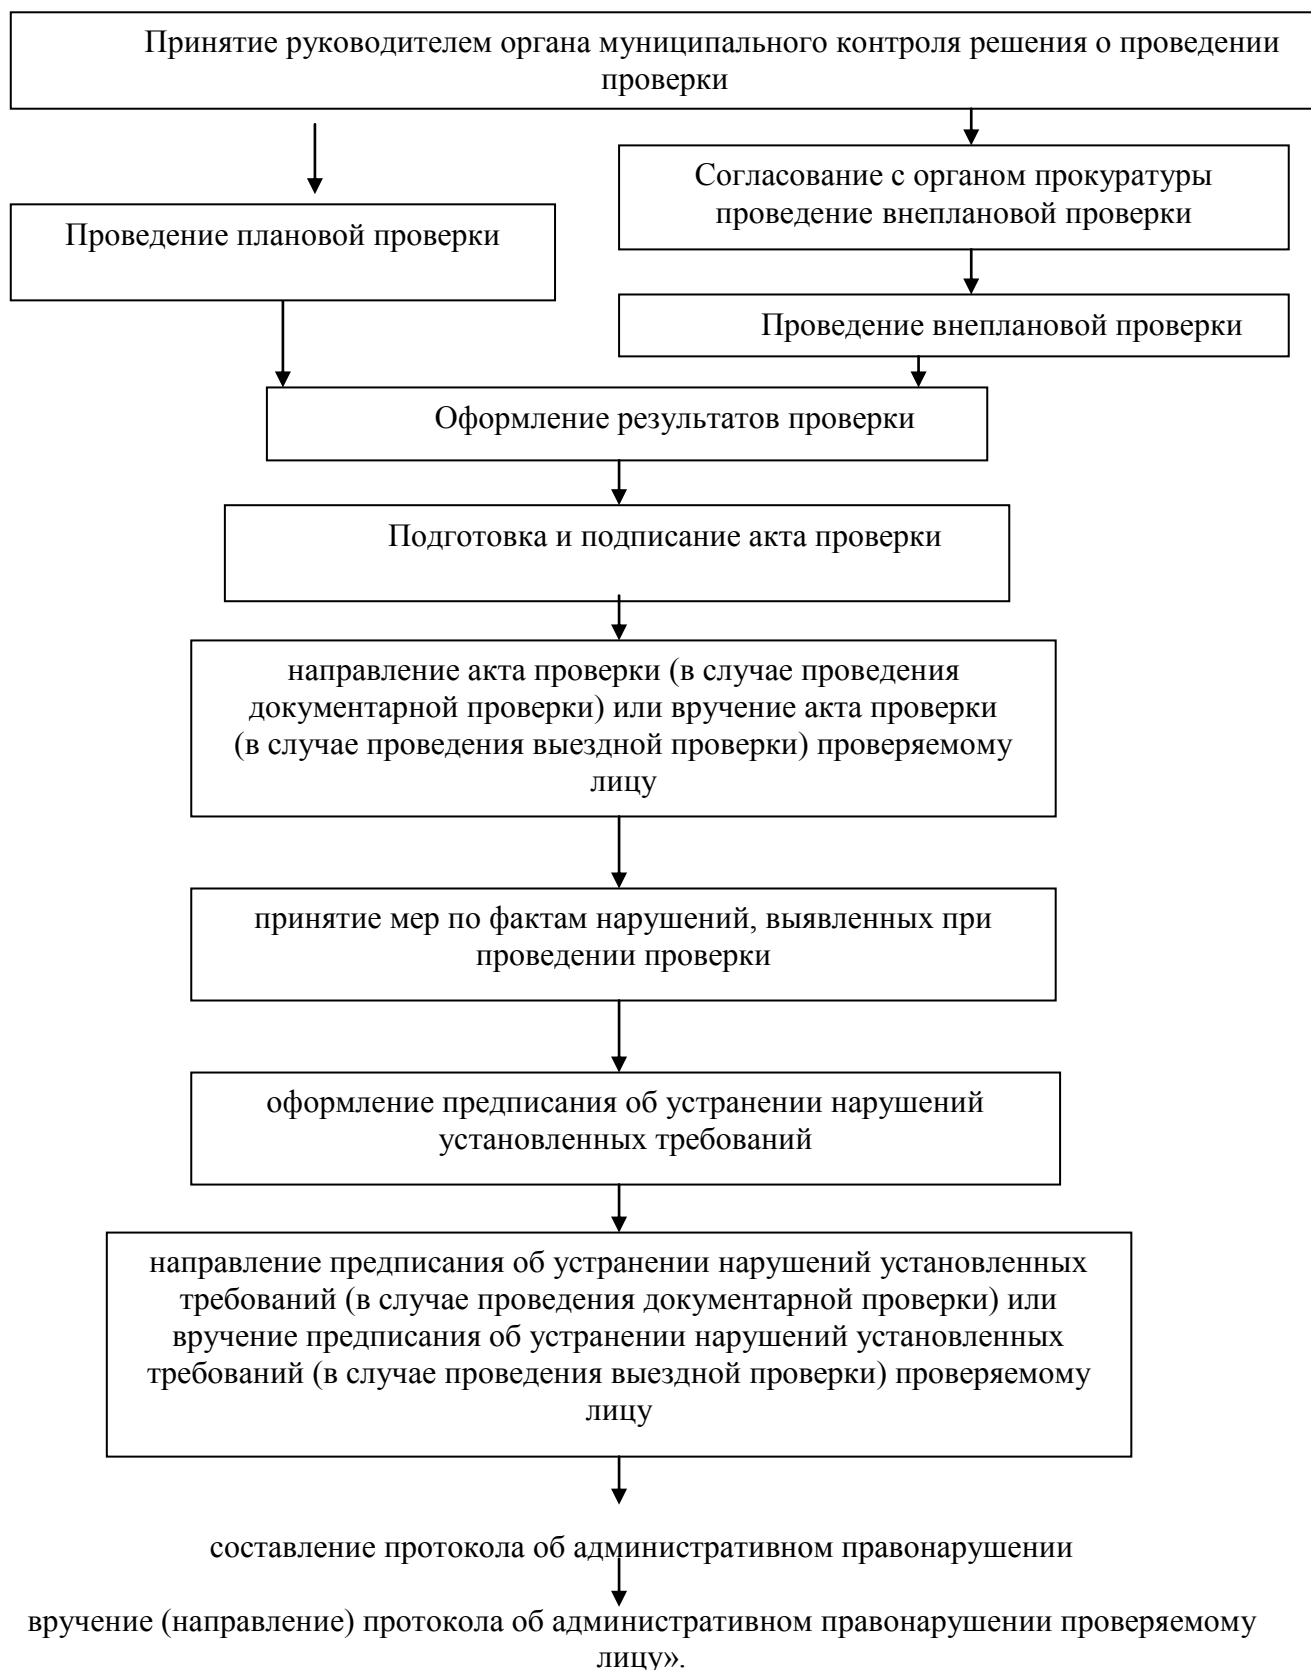 Принятие руководителем органа муниципального контроля решения о проведении
проверки
Согласование с органом прокуратуры
проведение внеплановой проверки
Проведение плановой проверки
Проведение внеплановой проверки
Оформление результатов проверки
Подготовка и подписание акта проверки
направление акта проверки (в случае проведения
документарной проверки) или вручение акта проверки
(в случае проведения выездной проверки) проверяемому
лицу
принятие мер по фактам нарушений, выявленных при
проведении проверки
оформление предписания об устранении нарушений
установленных требований
направление предписания об устранении нарушений установленных
требований (в случае проведения документарной проверки) или
вручение предписания об устранении нарушений установленных
требований (в случае проведения выездной проверки) проверяемому
лицу
составление протокола об административном правонарушении
вручение (направление) протокола об административном правонарушении проверяемому
лицу».